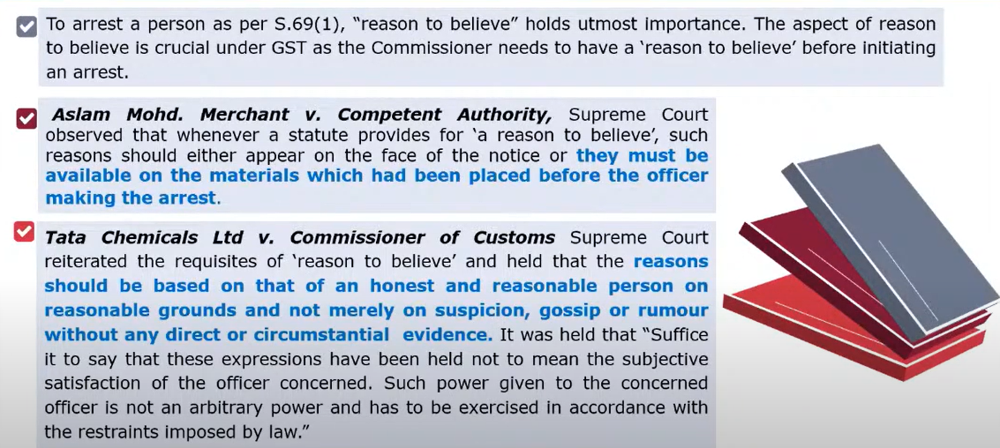 To arrest a person as per S.69(1), “reason to believe” holds utmost importance. The aspect of reason
to believe is crucial under GST as the Commissioner needs to have a ‘reason to believe’ before initiating
an arrest.
Aslam Mohd. Merchant v. Competent Authority, Supreme Court
observed that whenever a statute provides for ‘a reason to believe’, such
reasons should either appear on the face of the notice or they must be
available on the materials which had been placed before the officer
making the arrest.
Tata Chemicals Ltd v. Commissioner of Customs Supreme Court
reiterated the requisites of ‘reason to believe’ and held that the reasons
should be based on that of an honest and reasonable person on
reasonable grounds and not merely on suspicion, gossip or rumour
without any direct or circumstantial evidence. It was held that “Suffice
it to say that these expressions have been held not to mean the subjective
satisfaction of the officer concerned. Such power given to the concerned
officer is not an arbitrary power and has to be exercised in accordance with
the restraints imposed by law.”